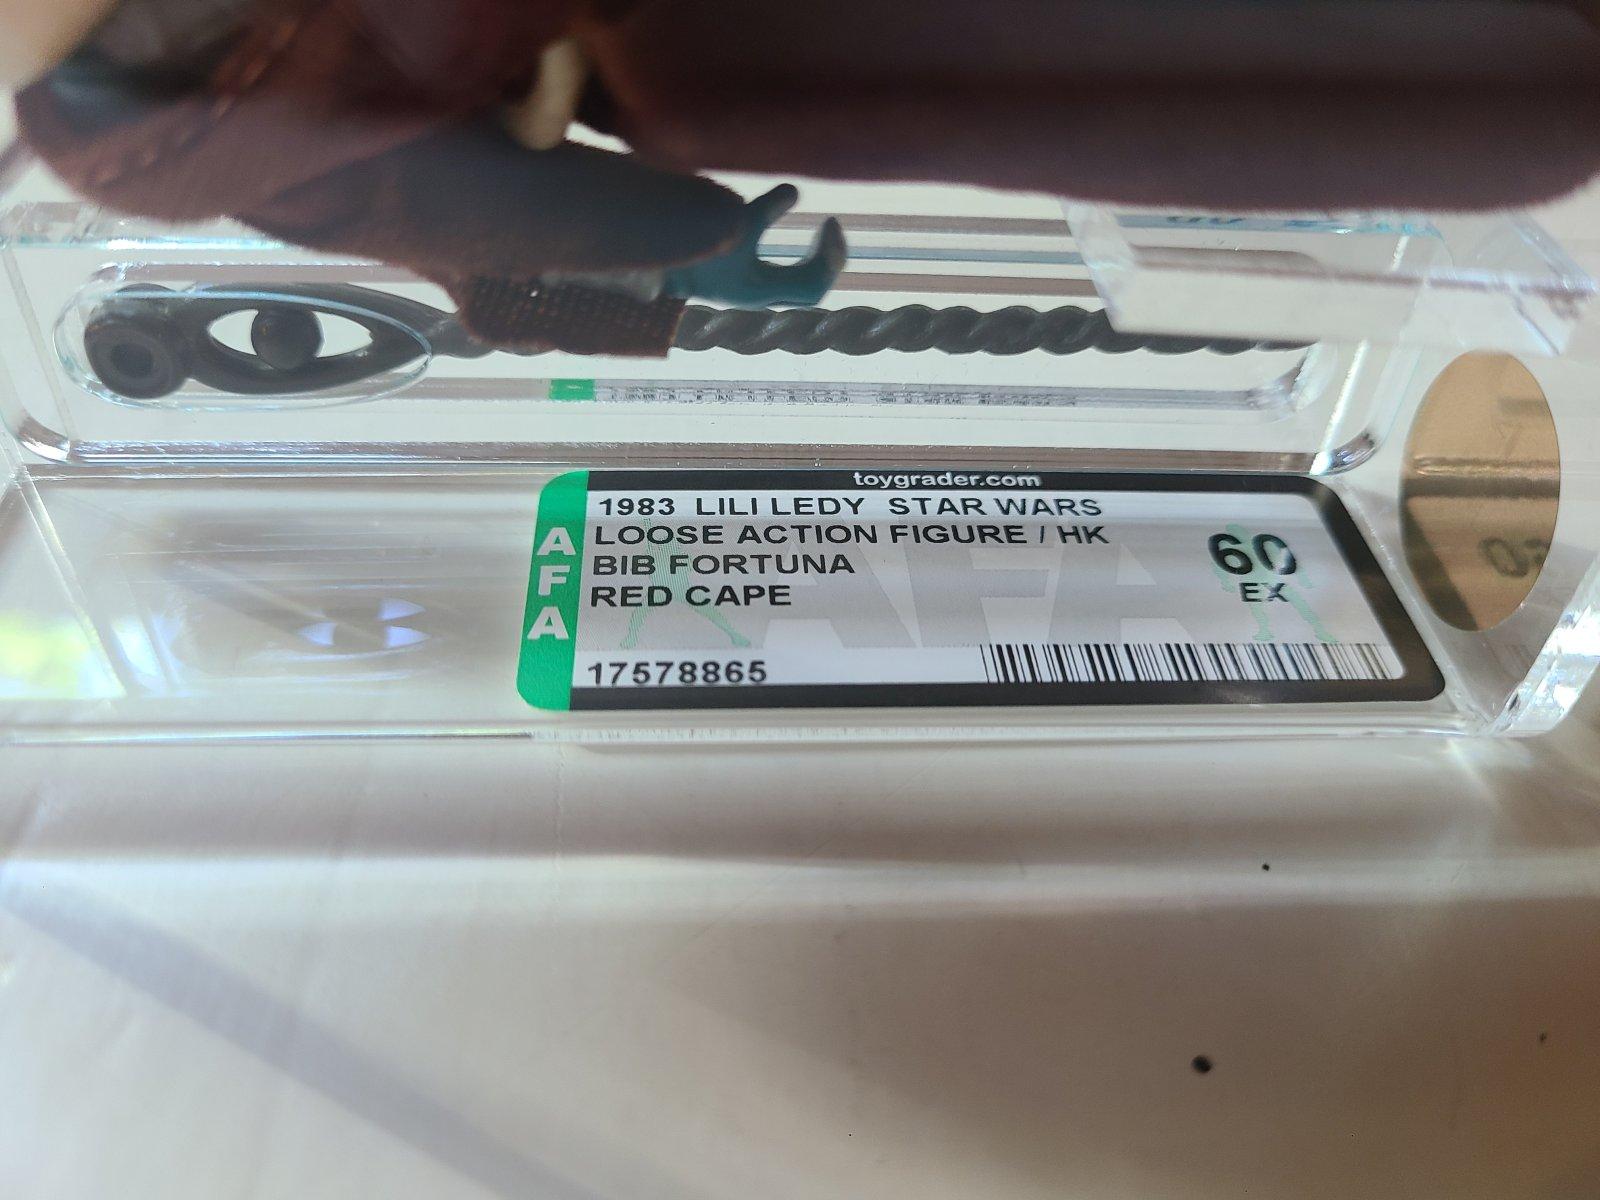 toygrader.com
1983 LILI LEDY STAR WARS
LOOSE ACTION FIGURE / HK
BIB FORTUNA
RED CAPE
60
EX
AFA
AFA
17578865